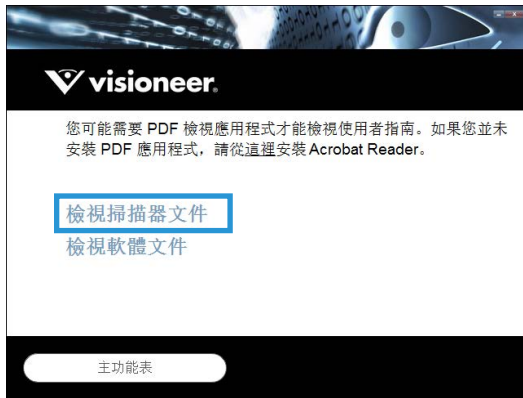 visioneer.
您可能需要 PDF 檢視應用程式才能檢視使用者指南。如果您並未
安裝 PDF 應用程式，請從這裡安裝 Acrobat Reader。
檢視掃描器文件
檢視軟體文件
主功能表